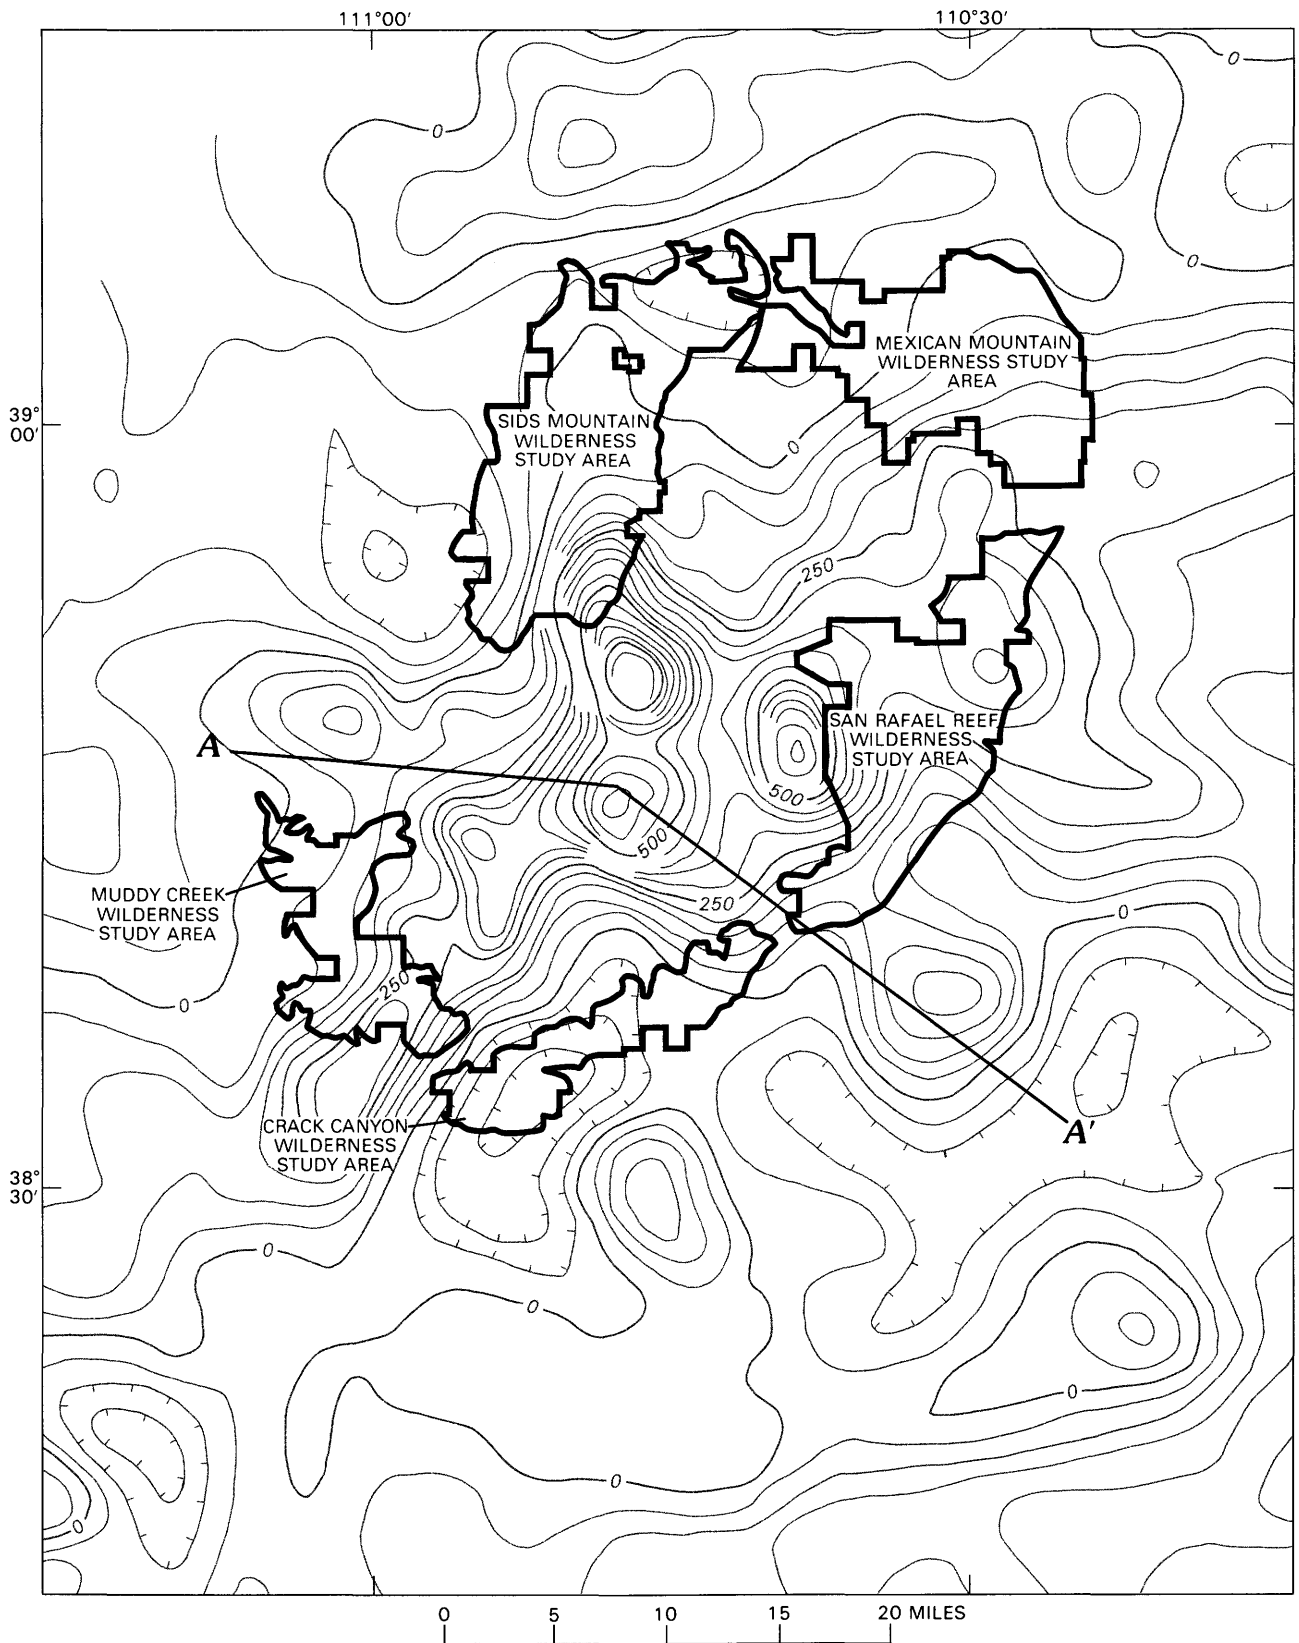 111°00′
110°30′
0
0
0
MEXICAN MOUNTAIN
WILDERNESS STUDY
AREA
39°
00′
SIDS MOUNTAIN
WILDERNESS
STUDY AREA
0
250
SAN RAFAEL REEF
WILDERNESS
STUDY AREA
A
500
500
MUDDY CREEK
WILDERNESS
STUDY AREA
250
0
250
0
CRACK CANYON
WILDERNESS
STUDY AREA
A′
38°
30′
0
0
0
0
0
0 5 10 15 20 MILES